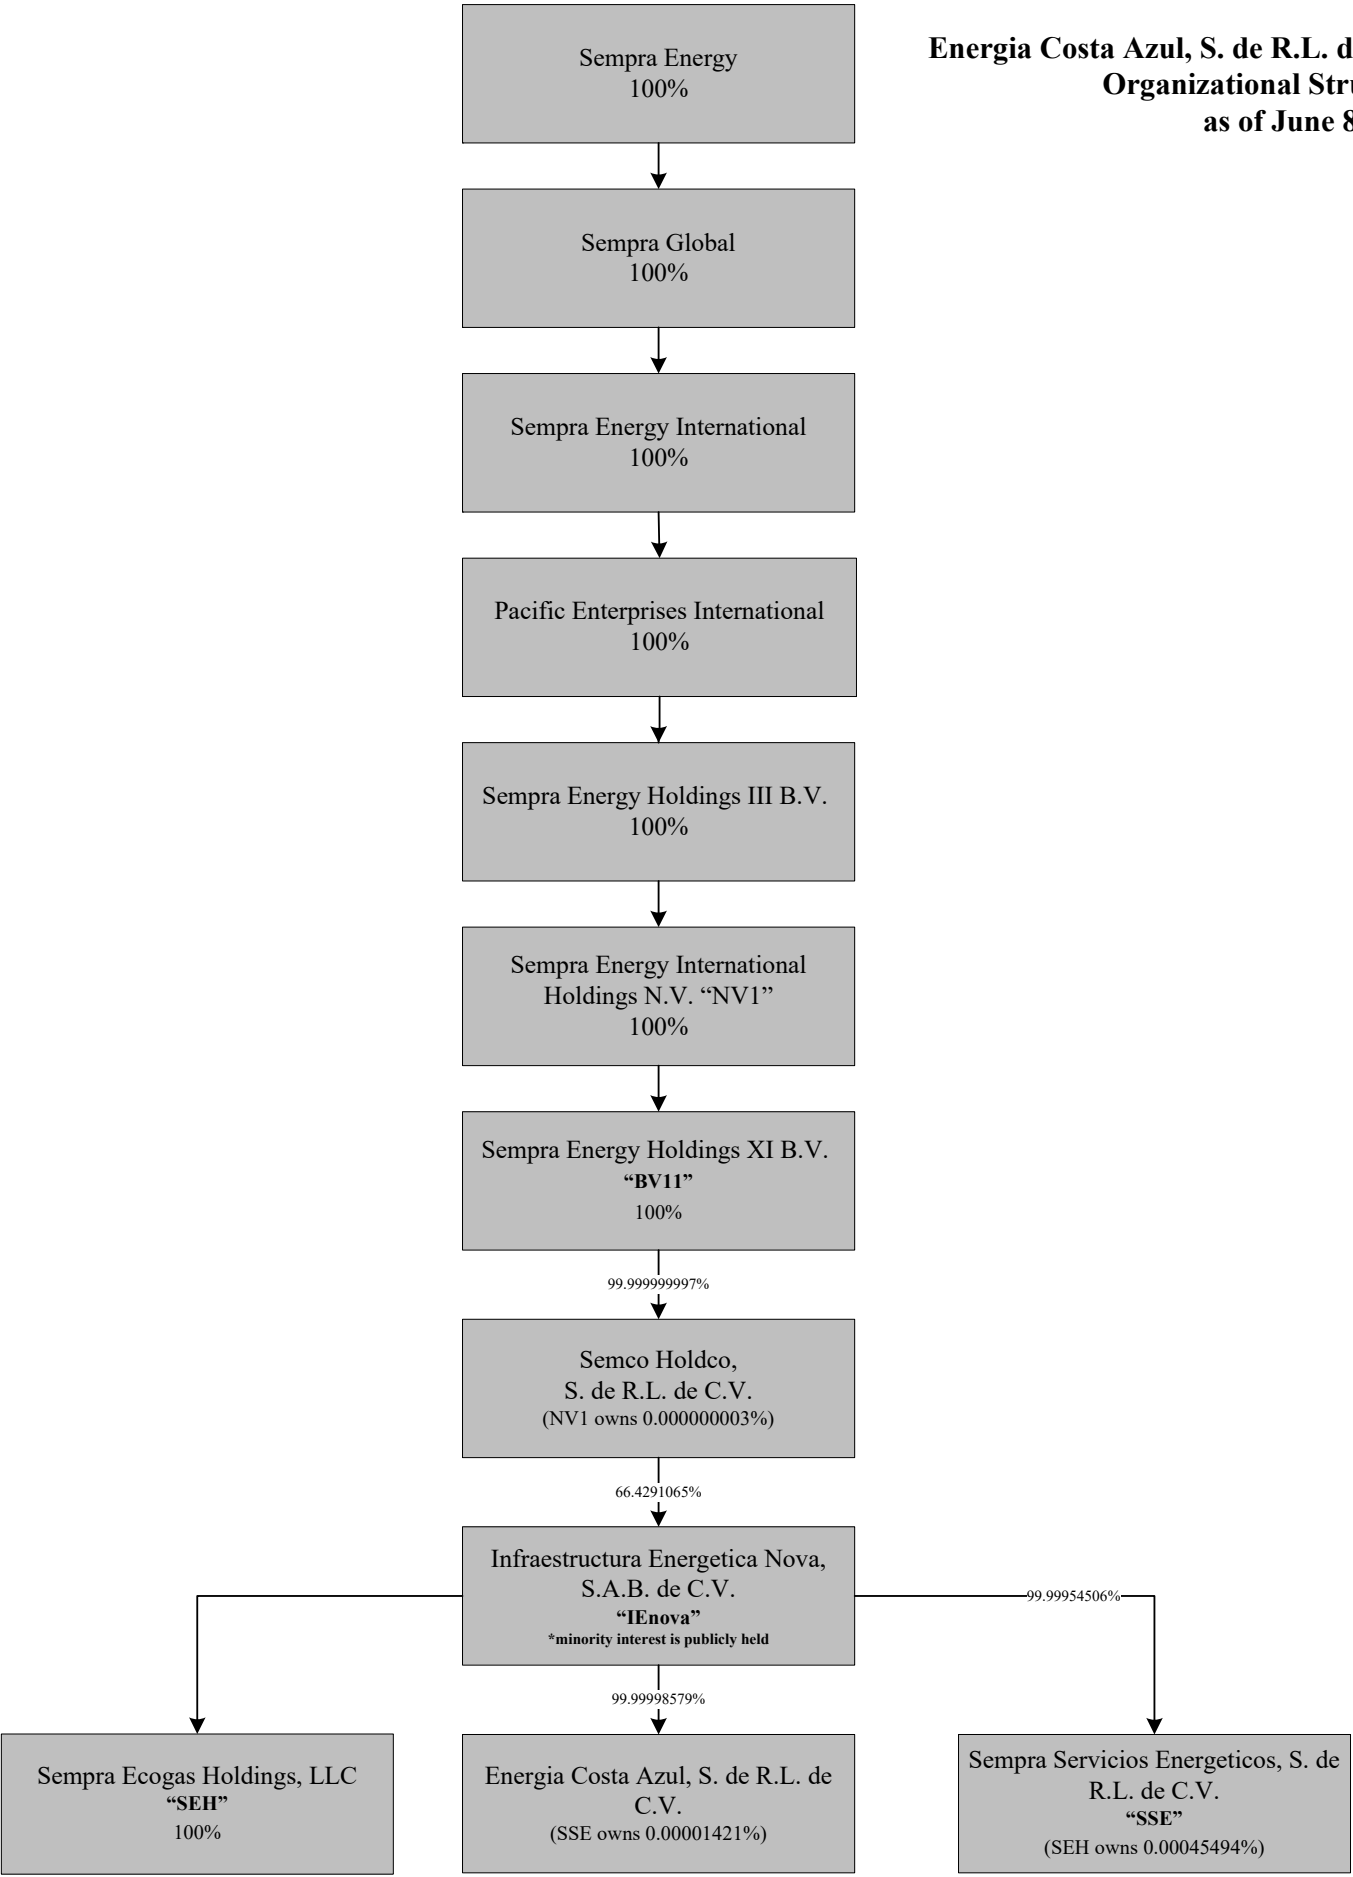 Energia Costa Azul, S. de R.L. d
Organizational Stru
as of June 8
Sempra Energy
100%
Sempra Global
100%
Sempra Energy International
100%
Pacific Enterprises International
100%
Sempra Energy Holdings III B.V.
100%
Sempra Energy International
Holdings N.V. “NV1”
100%
Sempra Energy Holdings XI B.V.
“BV11”
100%
99.999999997%
Semco Holdco,
S. de R.L. de C.V.
(NV1 owns 0.000000003%)
66.4291065%
Infraestructura Energetica Nova,
S.A.B. de C.V.
“IEnova”
*minority interest is publicly held
99.99954506%
99.99998579%
Sempra Ecogas Holdings, LLC
“SEH”
100%
Energia Costa Azul, S. de R.L. de
C.V.
(SSE owns 0.00001421%)
Sempra Servicios Energeticos, S. de
R.L. de C.V.
“SSE”
(SEH owns 0.00045494%)